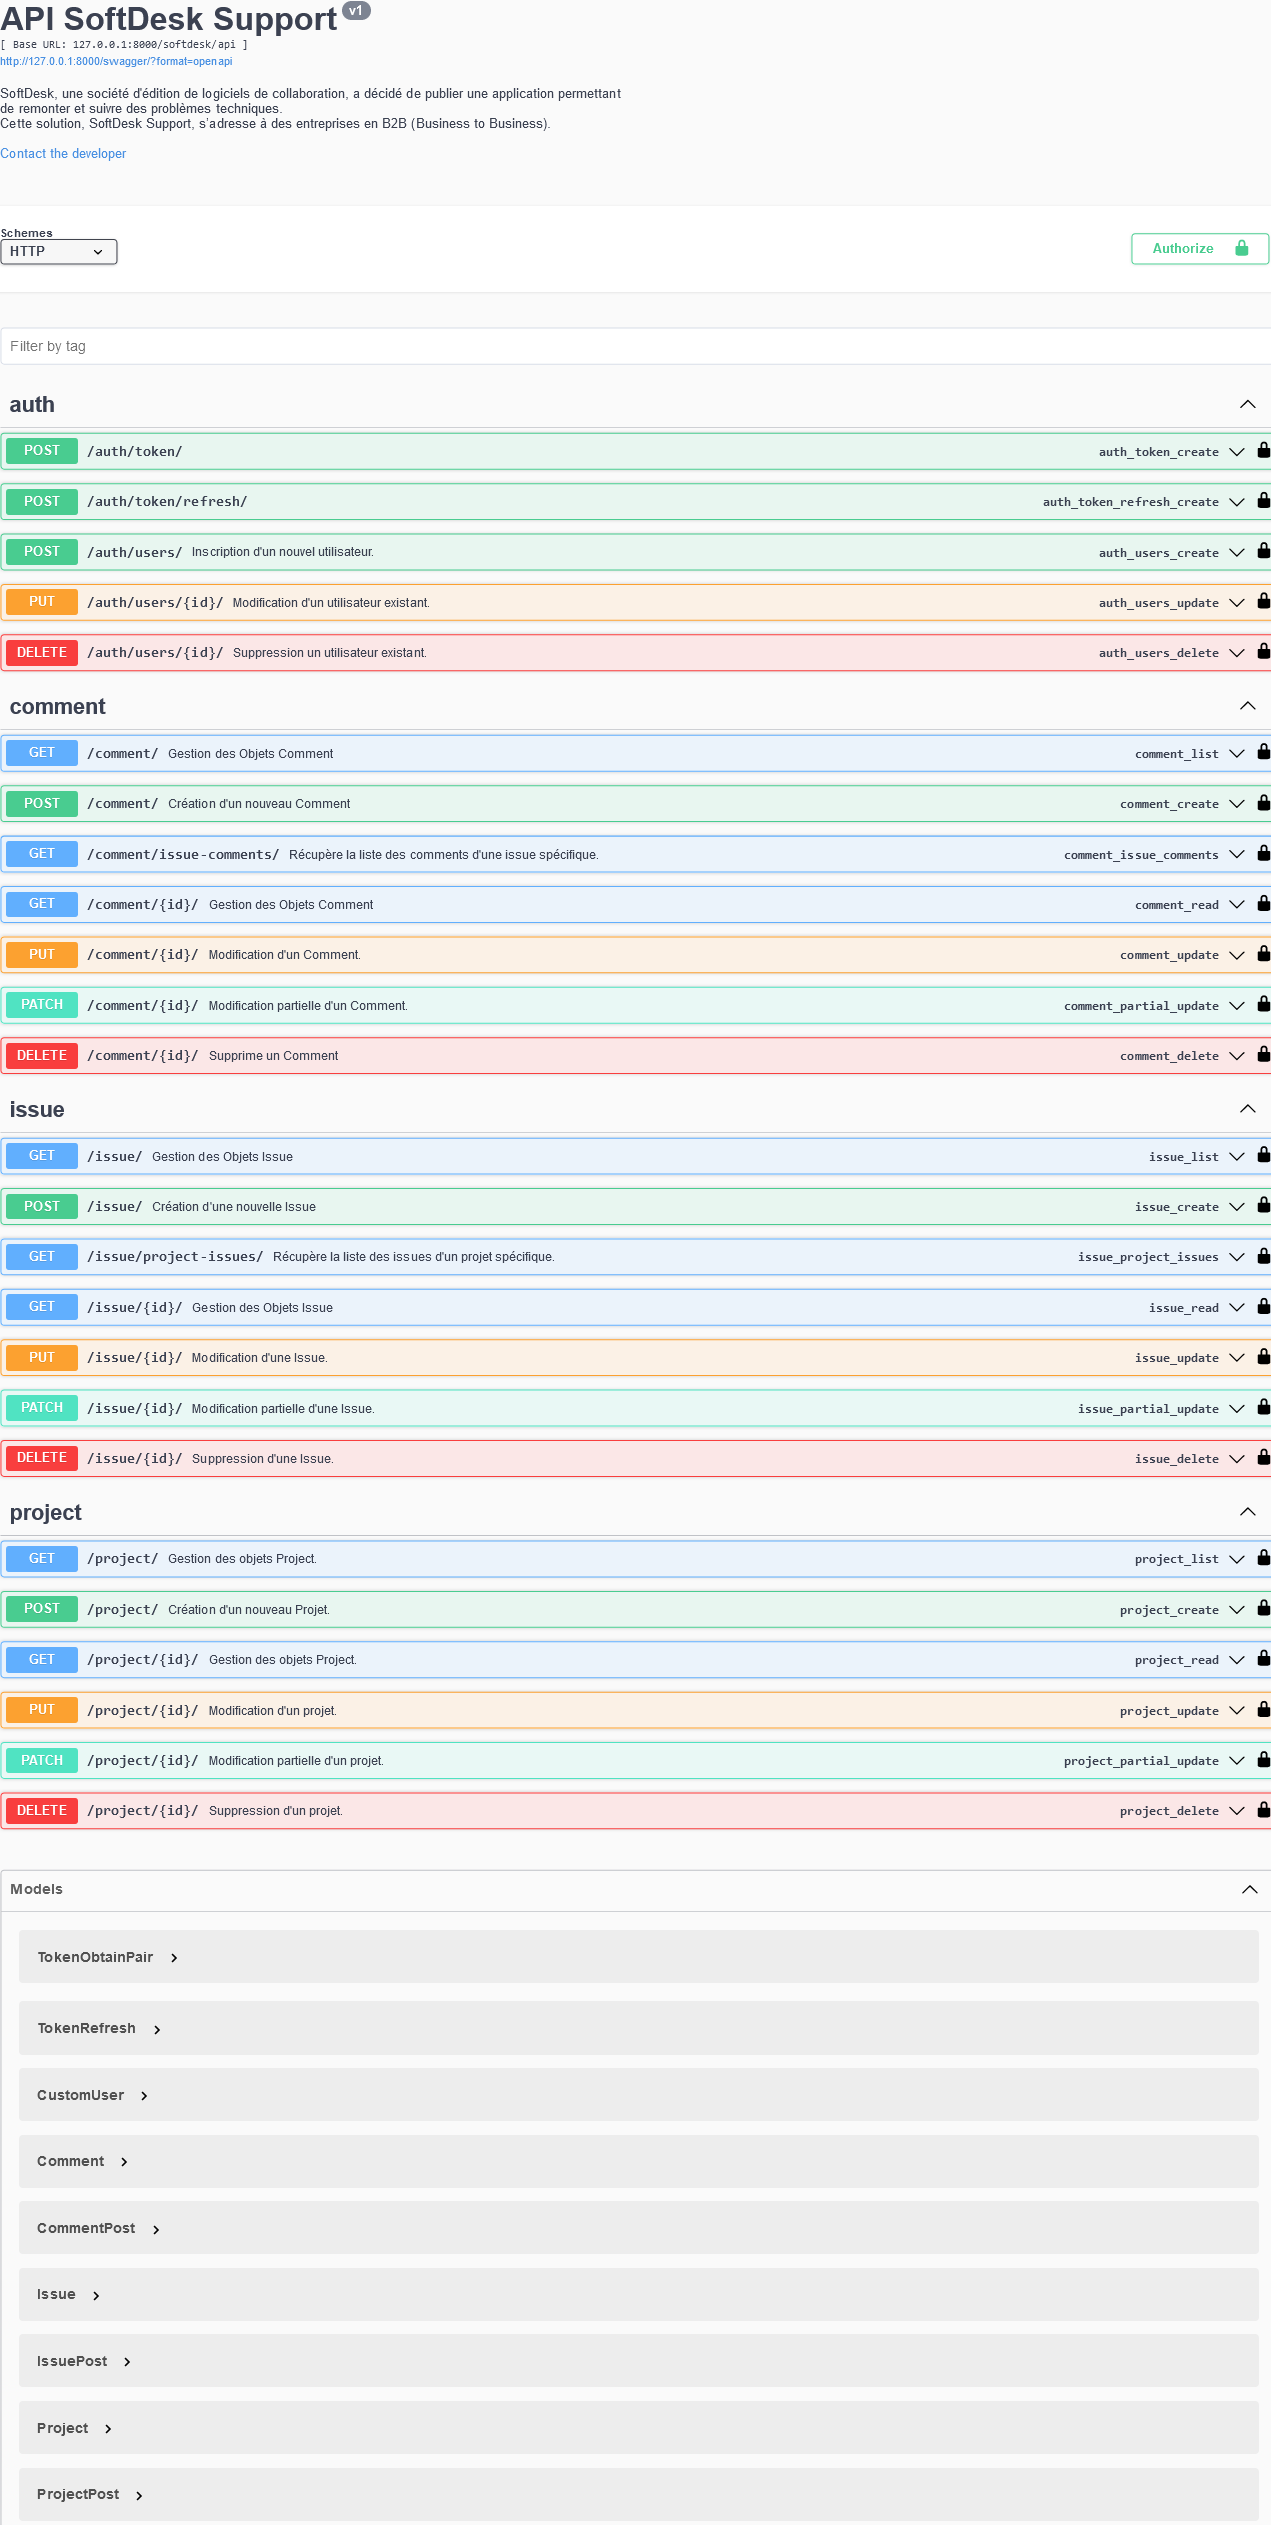 API SoftDesk Support v1
[ Base URL: 127.0.0.1:8000/softdesk/api ]
http://127.0.0.1:8000/swagger/?format=openapi
SoftDesk, une société d'édition de logiciels de collaboration, a décidé de publier une application permettant
de remonter et suivre des problèmes techniques.
Cette solution, SoftDesk Support, s'adresse à des entreprises en B2B (Business to Business).
Contact the developer
Schemes
HTTP
Authorize
Filter by tag
auth
POST /auth/token/ auth_token_create
POST /auth/token/refresh/ auth_token_refresh_create
POST /auth/users/ Inscription d'un nouvel utilisateur. auth_users_create
PUT /auth/users/{id}/ Modification d'un utilisateur existant. auth_users_update
DELETE /auth/users/{id}/ Suppression un utilisateur existant. auth_users_delete
comment
GET /comment/ Gestion des Objets Comment comment_list
POST /comment/ Création d'un nouveau Comment comment_create
GET /comment/issue-comments/ Récupère la liste des comments d'une issue spécifique. comment_issue_comments
GET /comment/{id}/ Gestion des Objets Comment comment_read
PUT /comment/{id}/ Modification d'un Comment. comment_update
PATCH /comment/{id}/ Modification partielle d'un Comment. comment_partial_update
DELETE /comment/{id}/ Supprime un Comment comment_delete
issue
GET /issue/ Gestion des Objets Issue issue_list
POST /issue/ Création d'une nouvelle Issue issue_create
GET /issue/project-issues/ Récupère la liste des issues d'un projet spécifique. issue_project_issues
GET /issue/{id}/ Gestion des Objets Issue issue_read
PUT /issue/{id}/ Modification d'une Issue. issue_update
PATCH /issue/{id}/ Modification partielle d'une Issue. issue_partial_update
DELETE /issue/{id}/ Suppression d'une Issue. issue_delete
project
GET /project/ Gestion des objets Project. project_list
POST /project/ Création d'un nouveau Projet. project_create
GET /project/{id}/ Gestion des objets Project. project_read
PUT /project/{id}/ Modification d'un projet. project_update
PATCH /project/{id}/ Modification partielle d'un projet. project_partial_update
DELETE /project/{id}/ Suppression d'un projet. project_delete
Models
TokenObtainPair
TokenRefresh
CustomUser
Comment
CommentPost
Issue
IssuePost
Project
ProjectPost